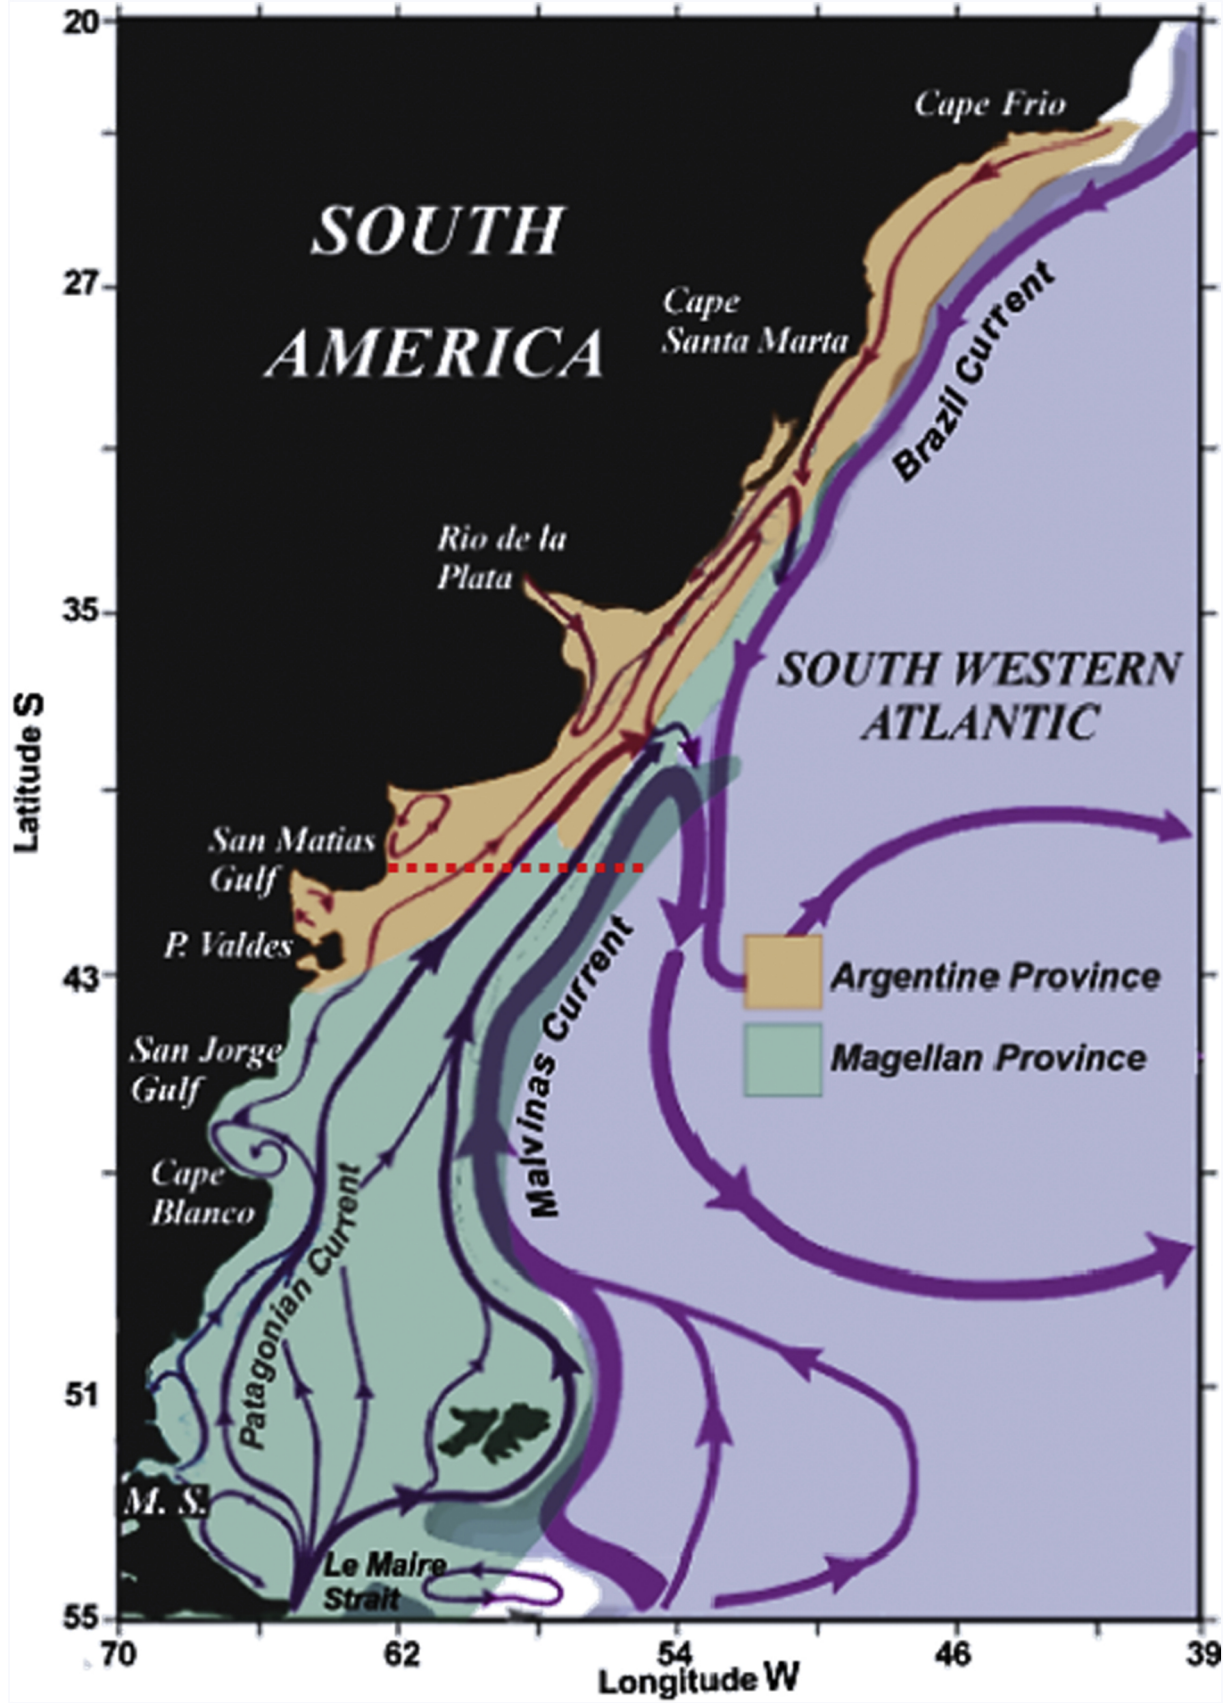 20
Cape Frio
SOUTH
AMERICA
27
Cape
Santa Marta
Brazil Current
Rio de la
Plata
35
SOUTH WESTERN
ATLANTIC
Latitude S
San Matias
Gulf
P. Valdes
43
Malvinas Current
Argentine Province
Magellan Province
San Jorge
Gulf
Cape
Blanco
Patagonian Current
51
M. S.
Le Maire
Strait
55
70
62
54
46
39
Longitude W